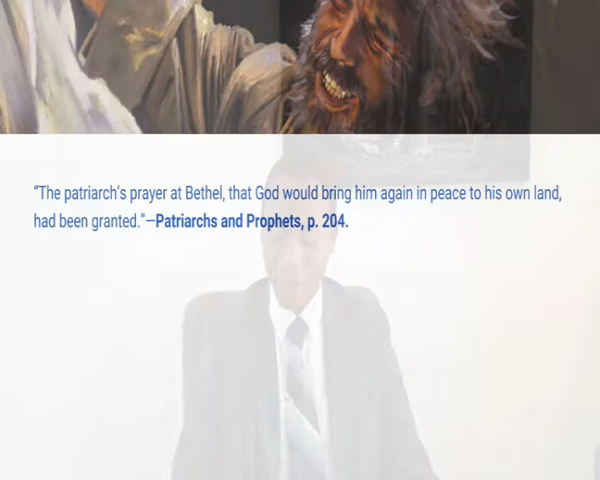 “The patriarch's prayer at Bethel, that God would bring him again in peace to his own land,
had been granted.”—Patriarchs and Prophets, p. 204.